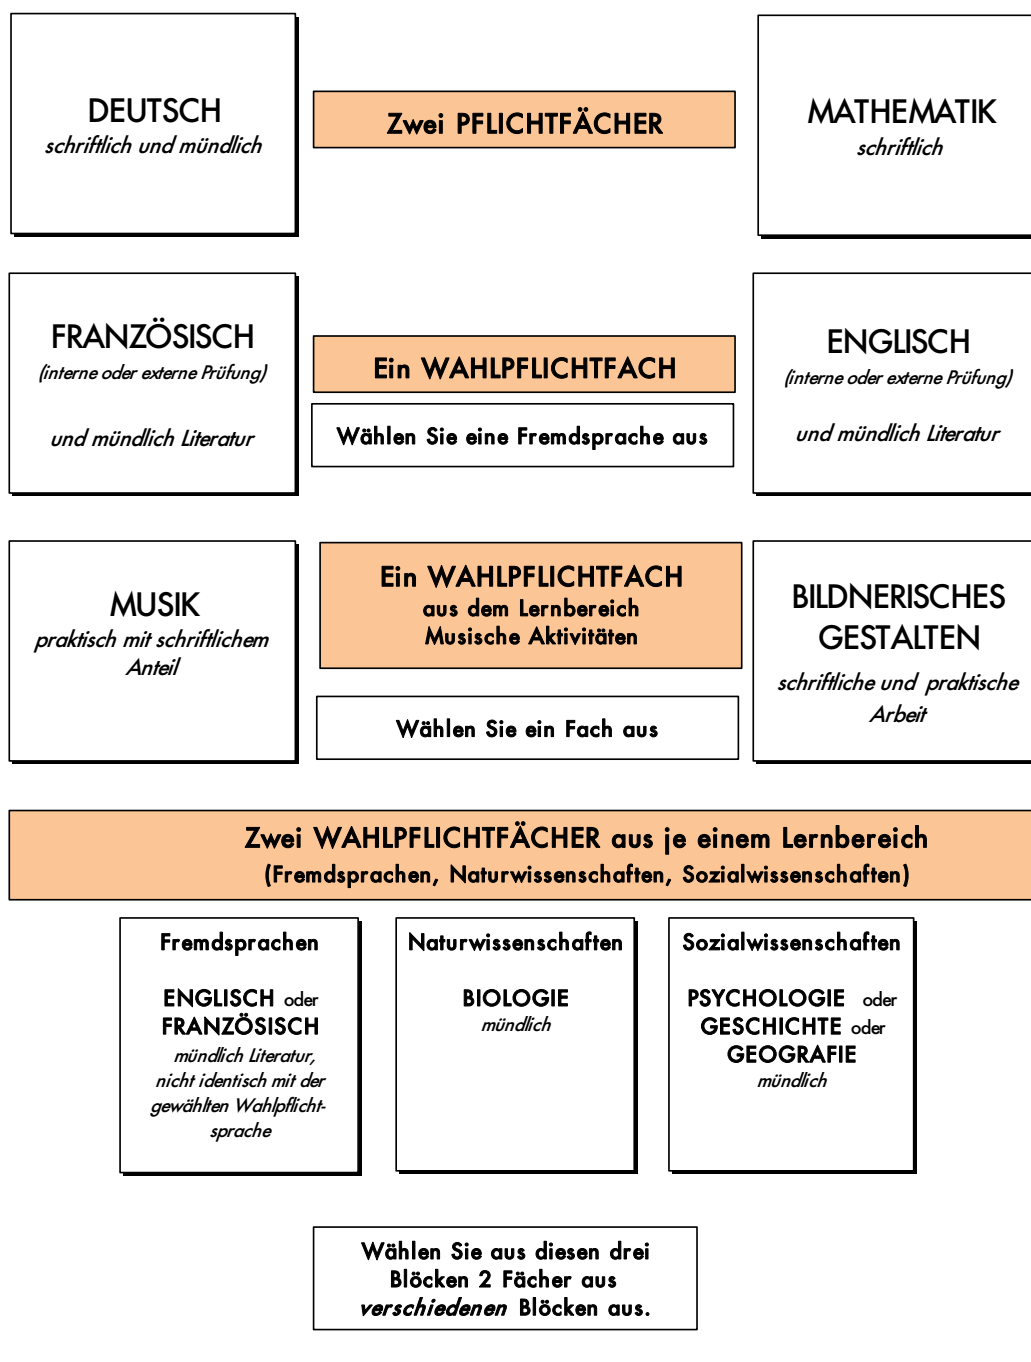 DEUTSCH
schriftlich und mündlich
Zwei PFLICHTFÄCHER
MATHEMATIK
schriftlich
FRANZÖSISCH
(interne oder externe Prüfung)
und mündlich Literatur
Ein WAHLPFLICHTFACH
Wählen Sie eine Fremdsprache aus
ENGLISCH
(interne oder externe Prüfung)
und mündlich Literatur
MUSIK
praktisch mit schriftlichem
Anteil
Ein WAHLPFLICHTFACH
aus dem Lernbereich
Musische Aktivitäten
Wählen Sie ein Fach aus
BILDNERISCHES
GESTALTEN
schriftliche und praktische
Arbeit
Zwei WAHLPFLICHTFÄCHER aus je einem Lernbereich
(Fremdsprachen, Naturwissenschaften, Sozialwissenschaften)
Fremdsprachen
ENGLISCH oder
FRANZÖSISCH
mündlich Literatur,
nicht identisch mit der
gewählten Wahlpflicht-
sprache
Naturwissenschaften
BIOLOGIE
mündlich
Sozialwissenschaften
PSYCHOLOGIE oder
GESCHICHTE oder
GEOGRAFIE
mündlich
Wählen Sie aus diesen drei
Blöcken 2 Fächer aus
verschiedenen Blöcken aus.